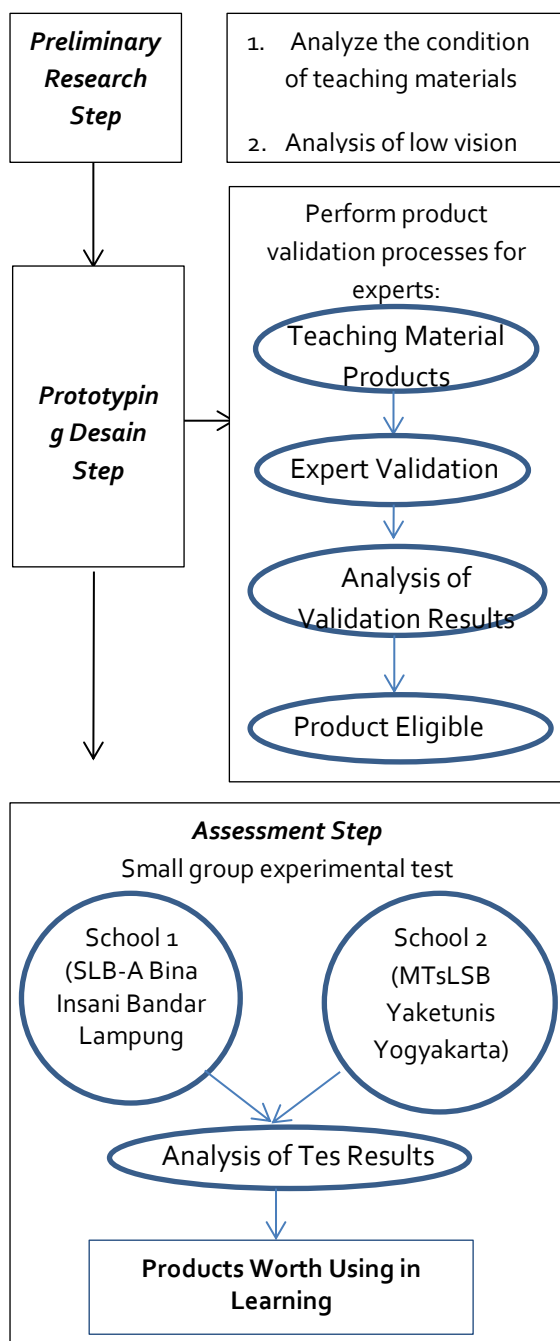 Preliminary
Research
Step
1. Analyze the condition
of teaching materials
2. Analysis of low vision
Prototypin
g Desain
Step
Perform product
validation processes for
experts:
Teaching Material
Products
Expert Validation
Analysis of
Validation Results
Product Eligible
Assessment Step
Small group experimental test
School 1
(SLB-A Bina
Insani Bandar
Lampung
School 2
(MTsLSB
Yaketunis
Yogyakarta)
Analysis of Tes Results
Products Worth Using in
Learning